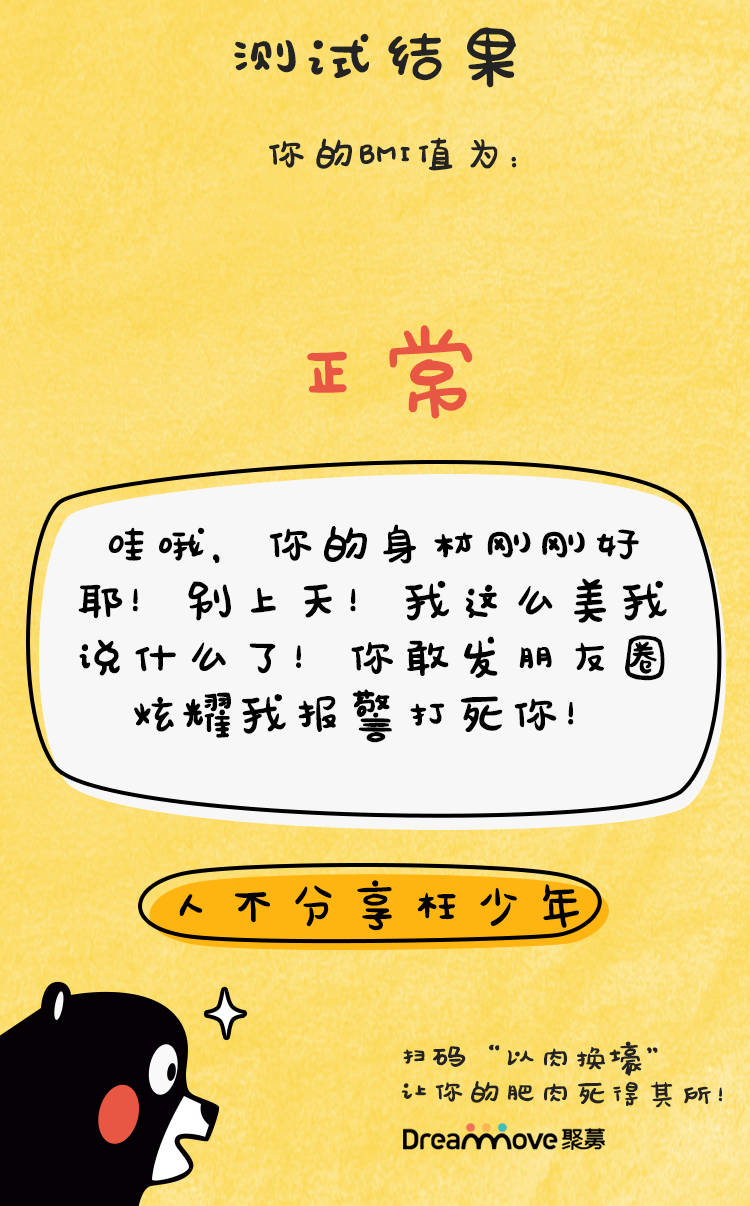 测试结果
你的BMI值为：
正常
哇哦，你的身材刚刚好
耶！别上天！我这么美我
说什么了！你敢发朋友圈
炫耀我报警打死你！
人不分享枉少年
扫码“以肉换壕”
让你的肥肉死得其所！
Dreammove聚募